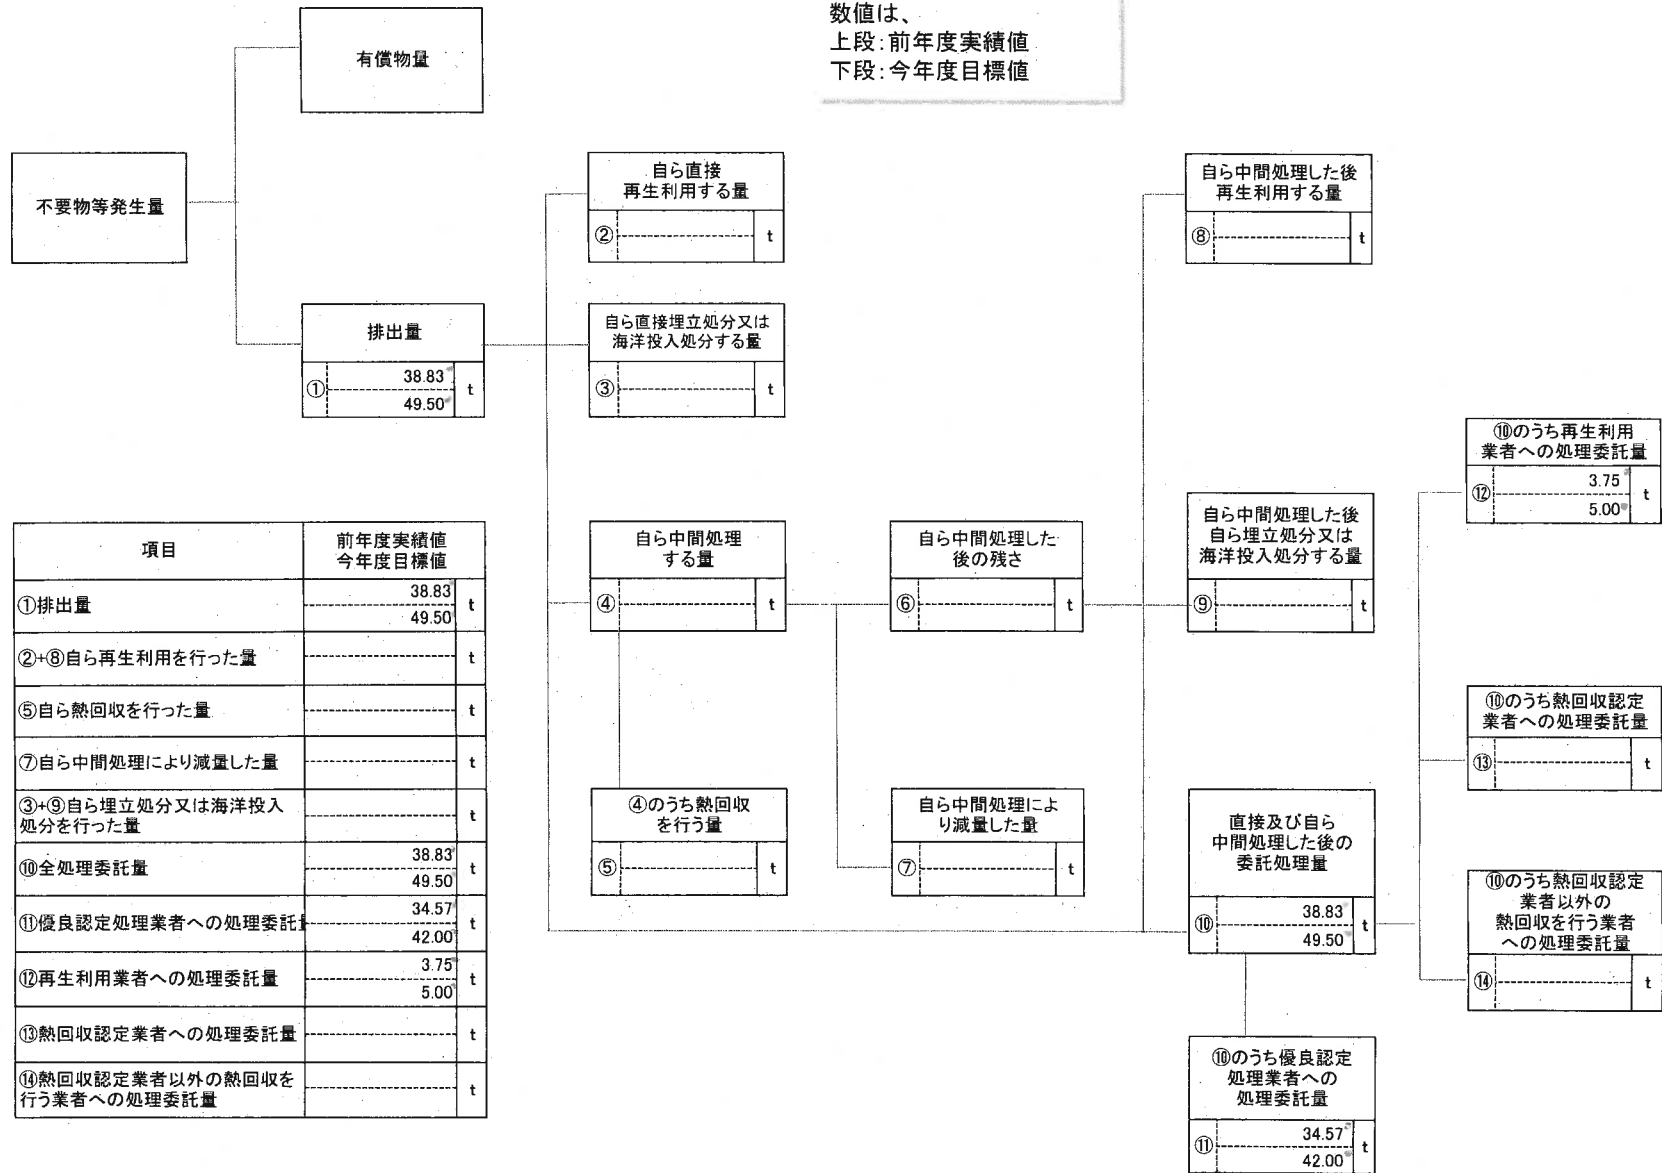 数値は、
上段:前年度実績値
下段:今年度目標値
有償物量
不要物等発生量
排出量
① 38.83 t
49.50
自ら直接
再生利用する量
② t
自ら直接埋立処分又は
海洋投入処分する量
③ t
自ら中間処理した後
再生利用する量
⑧ t
自ら中間処理
する量
④ t
自ら中間処理した
後の残さ
⑥ t
自ら中間処理した後
自ら埋立処分又は
海洋投入処分する量
⑨ t
④のうち熱回収
を行う量
⑤ t
自ら中間処理によ
り減量した量
⑦ t
直接及び自ら
中間処理した後の
委託処理量
⑩ 38.83 t
49.50
⑩のうち優良認定
処理業者への
処理委託量
⑪ 34.57 t
42.00
⑩のうち再生利用
業者への処理委託量
⑫ 3.75 t
5.00
⑩のうち熱回収認定
業者への処理委託量
⑬ t
⑩のうち熱回収認定
業者以外の
熱回収を行う業者
への処理委託量
⑭ t
項目 前年度実績値
今年度目標値
①排出量 38.83 t
49.50
②+⑧自ら再生利用を行った量 t
⑤自ら熱回収を行った量 t
⑦自ら中間処理により減量した量 t
③+⑨自ら埋立処分又は海洋投入
処分を行った量 t
⑩全処理委託量 38.83 t
49.50
⑪優良認定処理業者への処理委託 34.57 t
42.00
⑫再生利用業者への処理委託量 3.75 t
5.00
⑬熱回収認定業者への処理委託量 t
⑭熱回収認定業者以外の熱回収を
行う業者への処理委託量 t